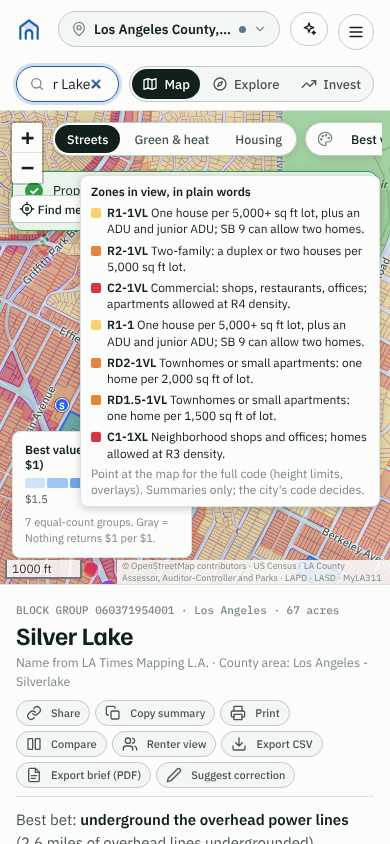 Los Angeles County,...
r Lake
Map
Explore
Invest
+
−
Streets
Green & heat
Housing
Best v
Prop
Find me
Zones in view, in plain words
R1-1VL One house per 5,000+ sq ft lot, plus an
ADU and junior ADU; SB 9 can allow two homes.
R2-1VL Two-family: a duplex or two houses per
5,000 sq ft lot.
C2-1VL Commercial: shops, restaurants, offices;
apartments allowed at R4 density.
R1-1 One house per 5,000+ sq ft lot, plus an
ADU and junior ADU; SB 9 can allow two homes.
RD2-1VL Townhomes or small apartments: one
home per 2,000 sq ft of lot.
RD1.5-1VL Townhomes or small apartments:
one home per 1,500 sq ft of lot.
C1-1XL Neighborhood shops and offices; homes
allowed at R3 density.
Point at the map for the full code (height limits,
overlays). Summaries only; the city's code decides.
Griffith Park B
Effie
n Avenue
S
Best value
$1)
$1.5
7 equal-count groups. Gray =
Nothing returns $1 per $1.
Berkeley Ave
1000 ft
© OpenStreetMap contributors · US Census · LA County
Assessor, Auditor-Controller and Parks · LAPD · LASD · MyLA311
BLOCK GROUP 060371954001 · Los Angeles · 67 acres
Silver Lake
Name from LA Times Mapping L.A. · County area: Los Angeles -
Silverlake
Share
Copy summary
Print
Compare
Renter view
Export CSV
Export brief (PDF)
Suggest correction
Best bet: underground the overhead power lines
(2.6 miles of overhead lines undergrounded)